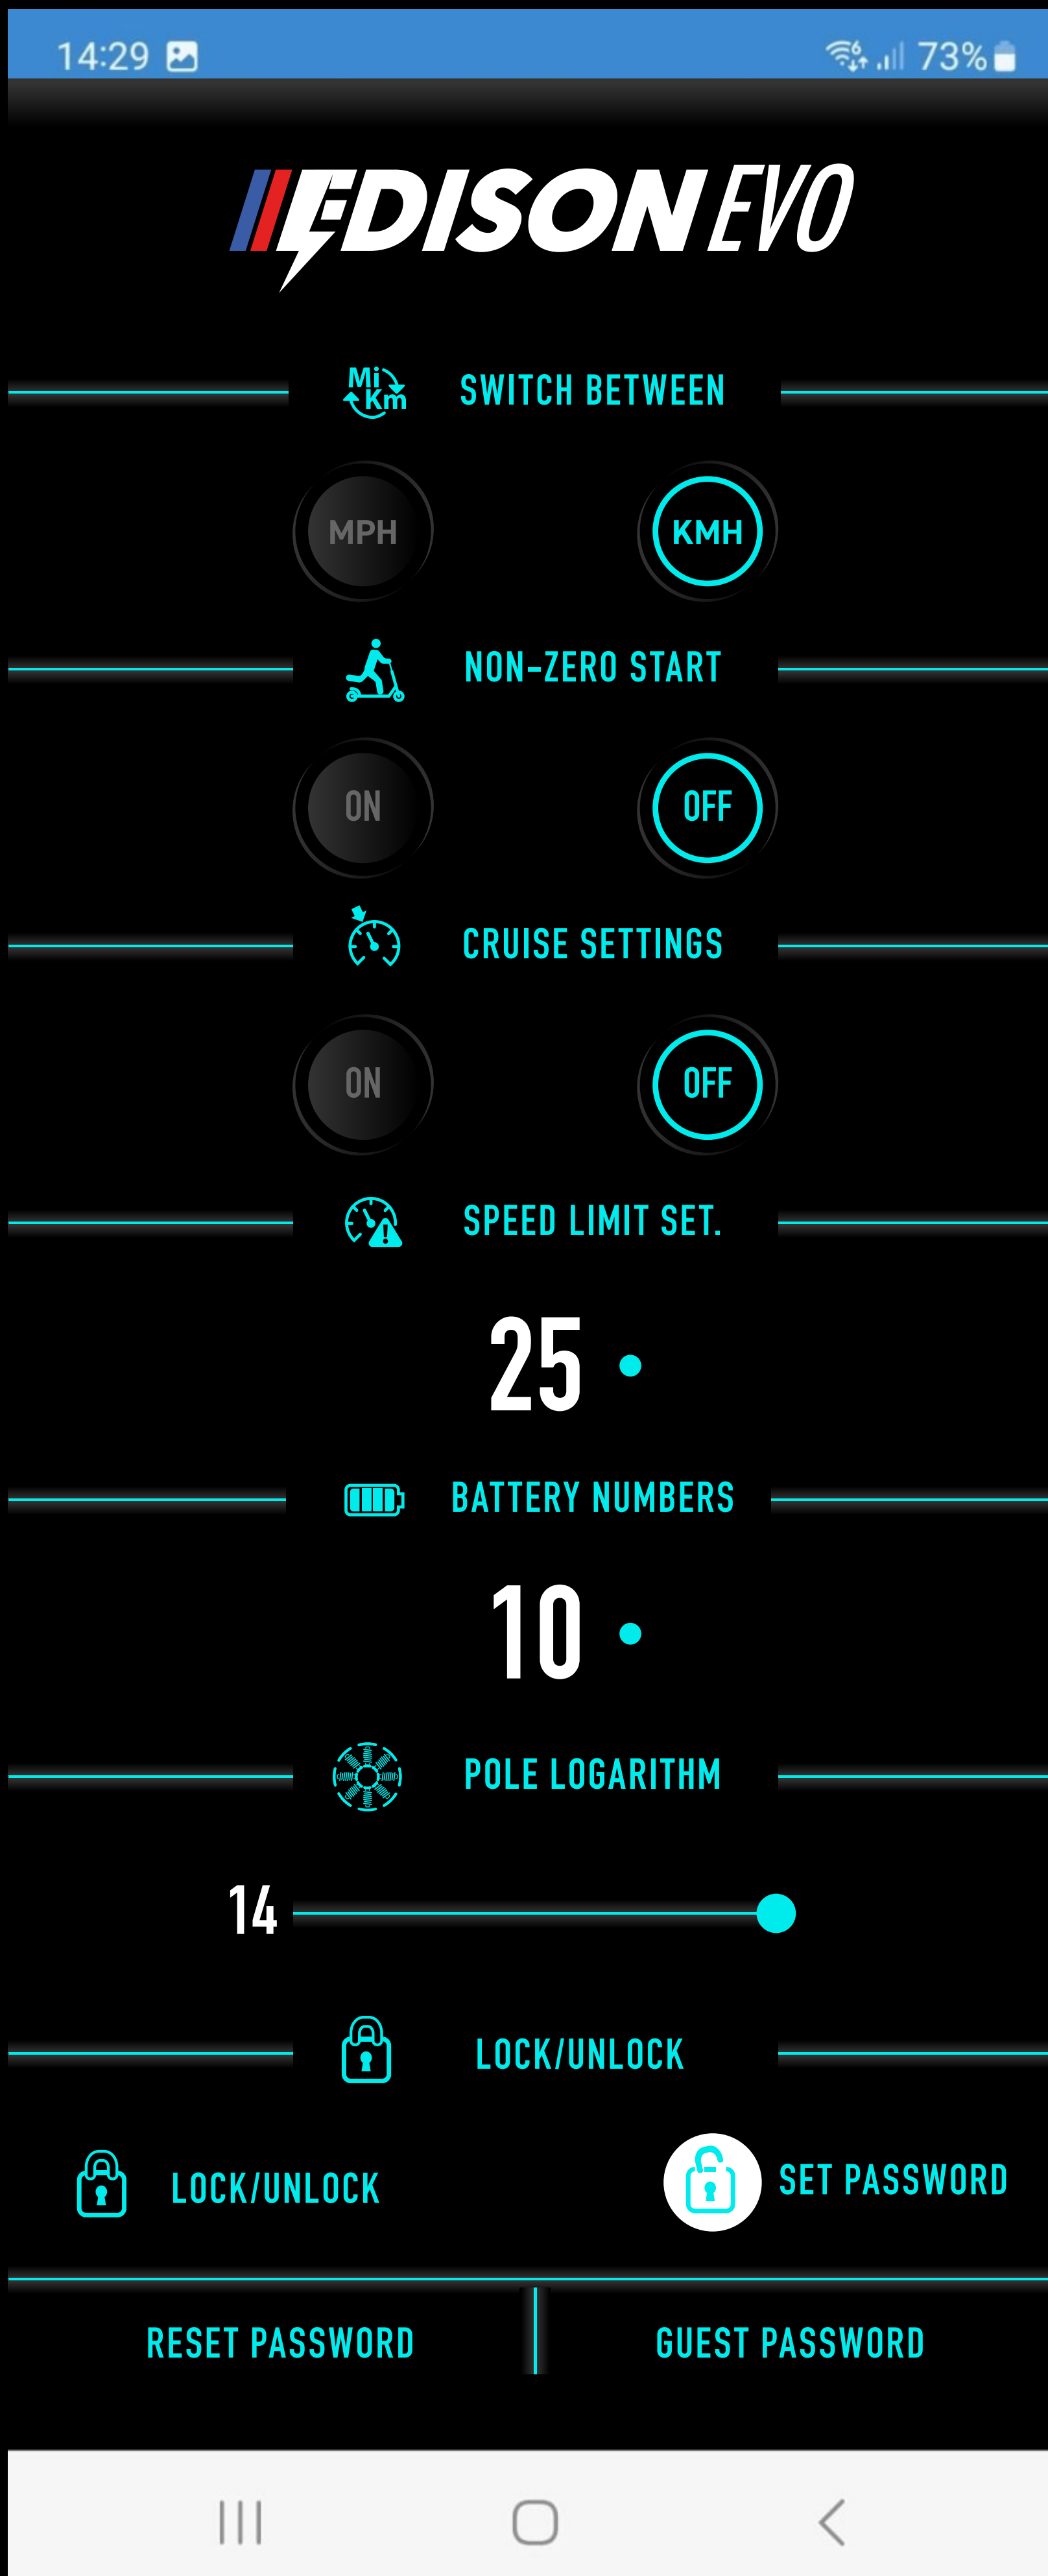 14:29 73%
EDISON EVO
Mi
Km
SWITCH BETWEEN
MPH KMH
NON-ZERO START
ON OFF
CRUISE SETTINGS
ON OFF
SPEED LIMIT SET.
25
BATTERY NUMBERS
10
POLE LOGARITHM
14
LOCK/UNLOCK
LOCK/UNLOCK SET PASSWORD
RESET PASSWORD GUEST PASSWORD